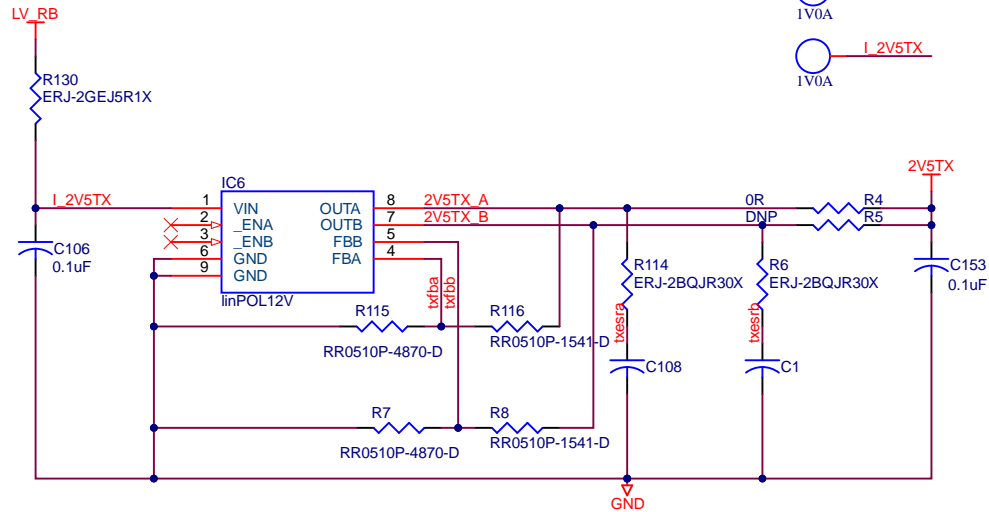 LV_RB
1V0A
I_2V5TX
1V0A
R130
ERJ-2GEJ5R1X
2V5TX
IC6
I_2V5TX
1
VIN
OUTA
8
2V5TX_A
0R
R4
2
_ENA
OUTB
7
2V5TX_B
DNP
R5
3
_ENB
FBB
5
6
GND
FBA
4
9
GND
linPOL12V
C106
0.1uF
txfba
txfbb
R114
ERJ-2BQJR30X
R6
ERJ-2BQJR30X
C153
0.1uF
R115
RR0510P-4870-D
R116
RR0510P-1541-D
txesra
txesrb
C108
C1
R7
RR0510P-4870-D
R8
RR0510P-1541-D
GND